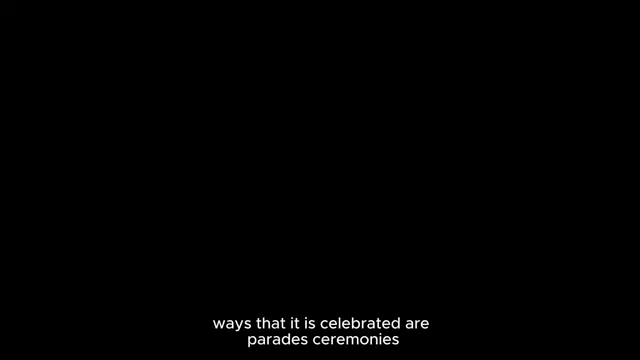 ways that it is celebrated are
parades ceremonies